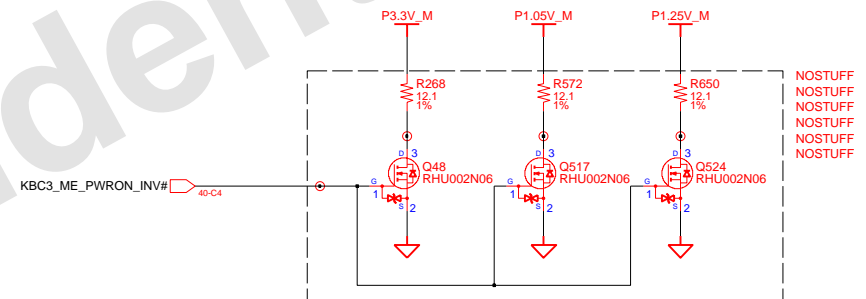 P3.3V_M P1.05V_M P1.25V_M
NOSTUFF
NOSTUFF
NOSTUFF
NOSTUFF
NOSTUFF
NOSTUFF
R268
12.1
1%
R572
12.1
1%
R650
12.1
1%
D 3
Q48
RHU002N06
G
1
S
2
D 3
Q517
RHU002N06
G
1
S
2
D 3
Q524
RHU002N06
G
1
S
2
KBC3_ME_PWRON_INV#
40-C4